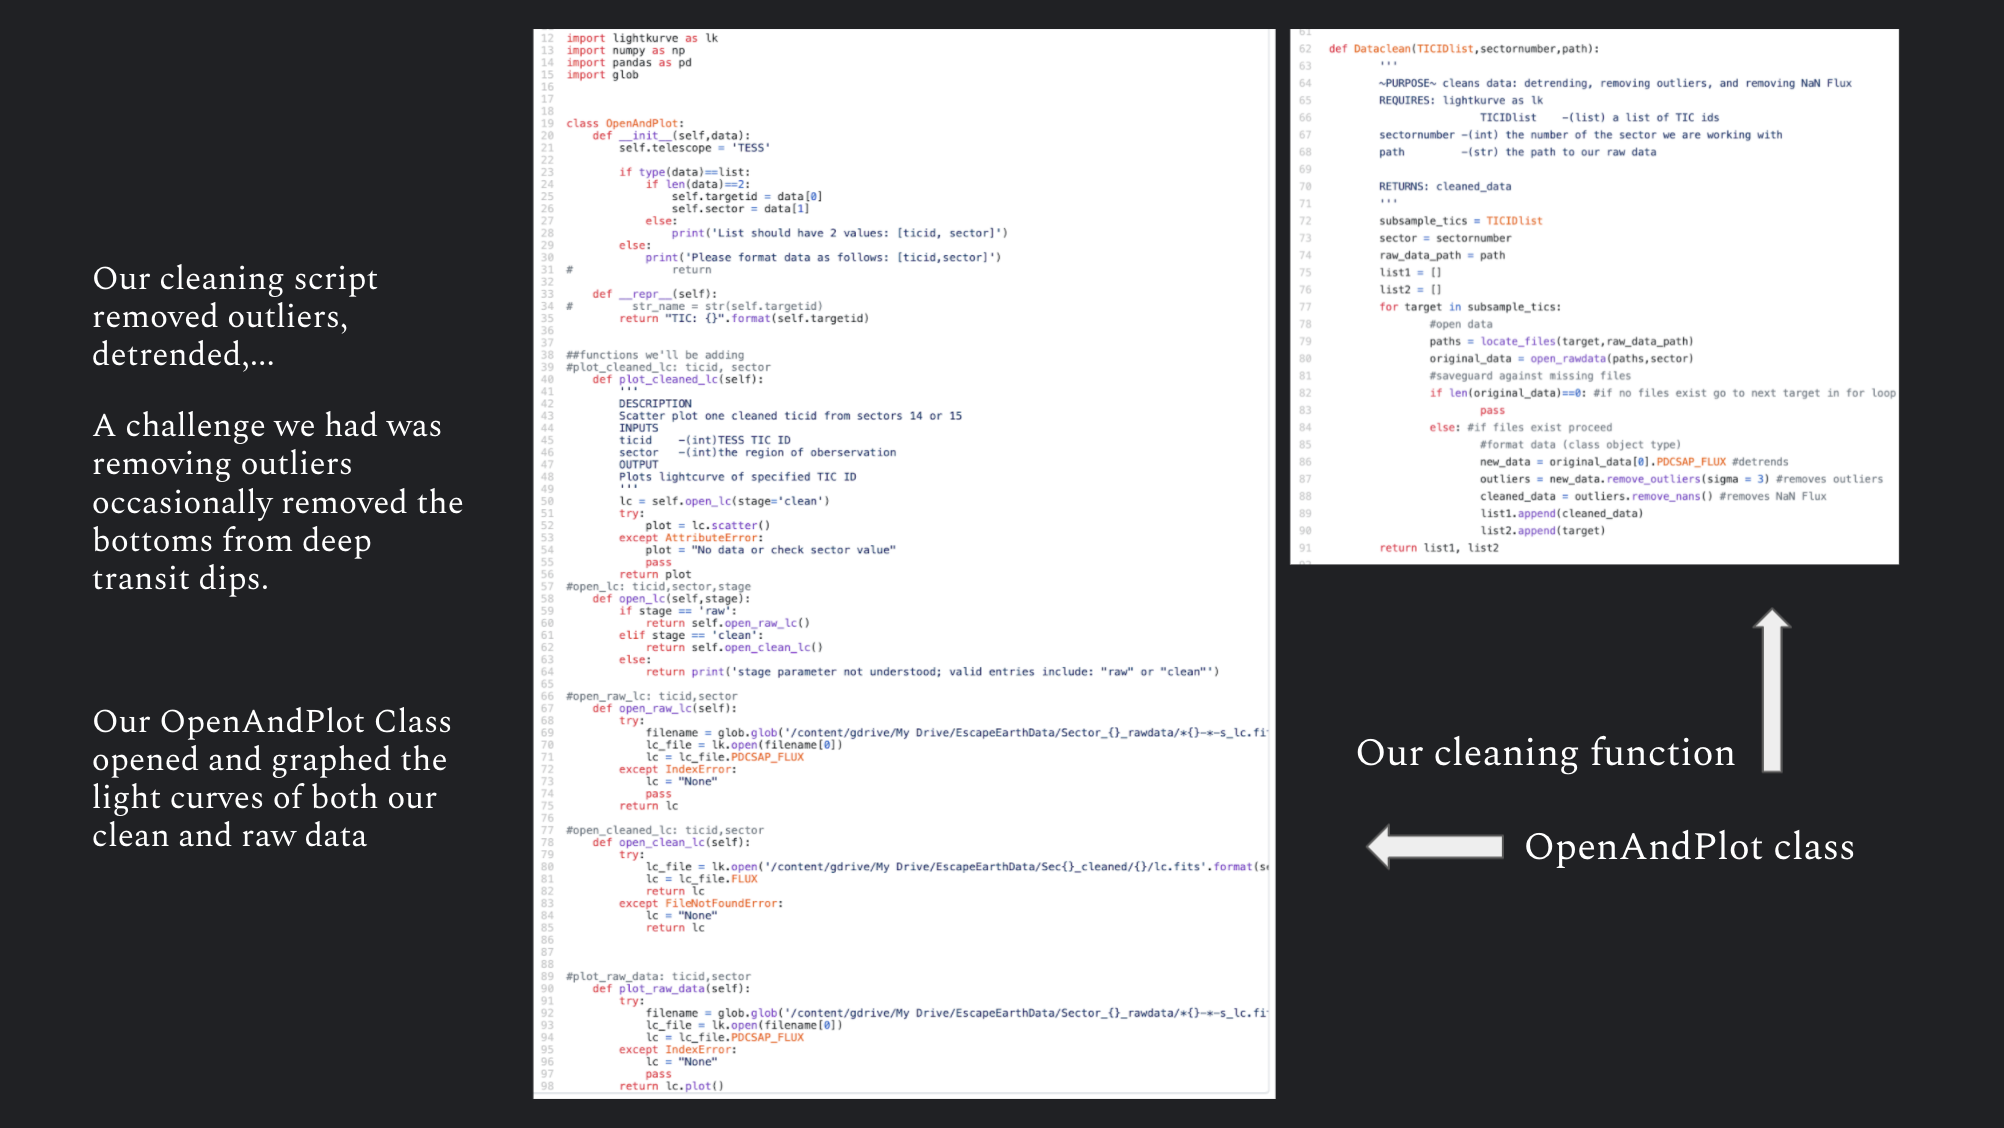 Our cleaning script
removed outliers,
detrended,...
A challenge we had was
removing outliers
occasionally removed the
bottoms from deep
transit dips.
Our OpenAndPlot Class
opened and graphed the
light curves of both our
clean and raw data
12 import lightkurve as lk
13 import numpy as np
14 import pandas as pd
15 import glob
16
17
18
19 class OpenAndPlot:
20     def __init__(self,data):
21         self.telescope = 'TESS'
22
23         if type(data)==list:
24             if len(data)==2:
25                 self.targetid = data[0]
26                 self.sector = data[1]
27             else:
28                 print('List should have 2 values: [ticid, sector]')
29         else:
30             print('Please format data as follows: [ticid,sector]')
31 #               return
32
33     def __repr__(self):
34 #         str_name = str(self.targetid)
35         return "TIC: {}".format(self.targetid)
36
37
38 ##functions we'll be adding
39 #plot_cleaned_lc: ticid, sector
40     def plot_cleaned_lc(self):
41         '''
42         DESCRIPTION
43         Scatter plot one cleaned ticid from sectors 14 or 15
44         INPUTS
45         ticid    -(int)TESS TIC ID
46         sector   -(int)the region of oberservation
47         OUTPUT
48         Plots lightcurve of specified TIC ID
49         '''
50         lc = self.open_lc(stage='clean')
51         try:
52             plot = lc.scatter()
53         except AttributeError:
54             plot = "No data or check sector value"
55             pass
56         return plot
57 #open_lc: ticid,sector,stage
58     def open_lc(self,stage):
59         if stage == 'raw':
60             return self.open_raw_lc()
61         elif stage == 'clean':
62             return self.open_clean_lc()
63         else:
64             return print('stage parameter not understood; valid entries include: "raw" or "clean"')
65
66 #open_raw_lc: ticid,sector
67     def open_raw_lc(self):
68         try:
69             filename = glob.glob('/content/gdrive/My Drive/EscapeEarthData/Sector_{}_rawdata/*{}-*-s_lc.fi
70             lc_file = lk.open(filename[0])
71             lc = lc_file.PDCSAP_FLUX
72         except IndexError:
73             lc = "None"
74             pass
75         return lc
76
77 #open_cleaned_lc: ticid,sector
78     def open_clean_lc(self):
79         try:
80             lc_file = lk.open('/content/gdrive/My Drive/EscapeEarthData/Sec{}_cleaned/{}/lc.fits'.format(s
81             lc = lc_file.FLUX
82             return lc
83         except FileNotFoundError:
84             lc = "None"
85             return lc
86
87
88
89 #plot_raw_data: ticid,sector
90     def plot_raw_data(self):
91         try:
92             filename = glob.glob('/content/gdrive/My Drive/EscapeEarthData/Sector_{}_rawdata/*{}-*-s_lc.fi
93             lc_file = lk.open(filename[0])
94             lc = lc_file.PDCSAP_FLUX
95         except IndexError:
96             lc = "None"
97             pass
98         return lc.plot()
61
62 def Dataclean(TICIDlist,sectornumber,path):
63         '''
64         ~PURPOSE~ cleans data: detrending, removing outliers, and removing NaN Flux
65         REQUIRES: lightkurve as lk
66                         TICIDlist    -(list) a list of TIC ids
67         sectornumber -(int) the number of the sector we are working with
68         path         -(str) the path to our raw data
69
70         RETURNS: cleaned_data
71         '''
72         subsample_tics = TICIDlist
73         sector = sectornumber
74         raw_data_path = path
75         list1 = []
76         list2 = []
77         for target in subsample_tics:
78                 #open data
79                 paths = locate_files(target,raw_data_path)
80                 original_data = open_rawdata(paths,sector)
81                 #saveguard against missing files
82                 if len(original_data)==0: #if no files exist go to next target in for loop
83                         pass
84                 else: #if files exist proceed
85                         #format data (class object type)
86                         new_data = original_data[0].PDCSAP_FLUX #detrends
87                         outliers = new_data.remove_outliers(sigma = 3) #removes outliers
88                         cleaned_data = outliers.remove_nans() #removes NaN Flux
89                         list1.append(cleaned_data)
90                         list2.append(target)
91         return list1, list2
Our cleaning function
OpenAndPlot class